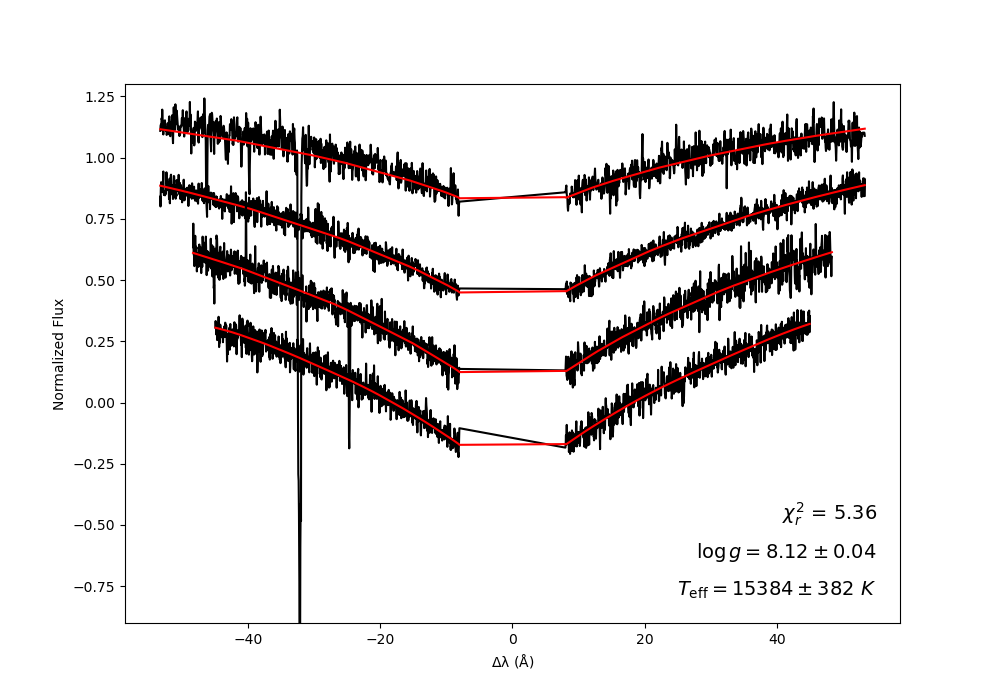 1.25
1.00
0.75
0.50
0.25
0.00
−0.25
−0.50
−0.75
Normalized Flux
χ²ᵣ = 5.36
log g = 8.12 ± 0.04
T_eff = 15384 ± 382 K
−40
−20
0
20
40
Δλ (Å)